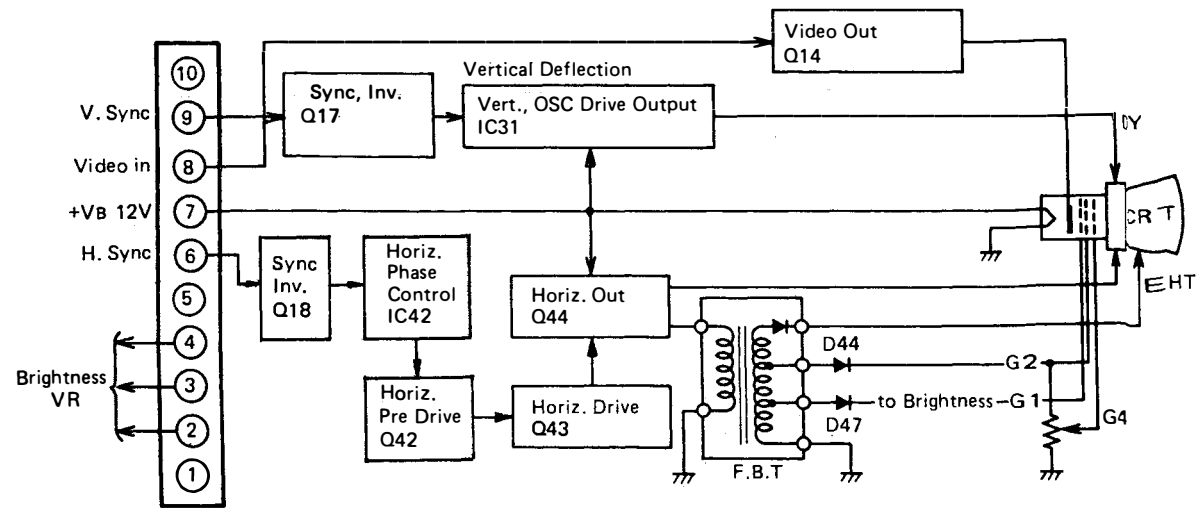 Video Out
Q14
Vertical Deflection
10
Sync, Inv.
Q17
Vert., OSC Drive Output
IC31
V. Sync
9
DY
Video in
8
+VB 12V
7
CRT
H. Sync
6
Sync
Inv.
Q18
Horiz.
Phase
Control
IC42
Horiz. Out
Q44
EHT
5
4
D44
G2
Brightness
VR
3
Horiz.
Pre Drive
Q42
Horiz. Drive
Q43
to Brightness
G1
D47
G4
2
1
F.B.T